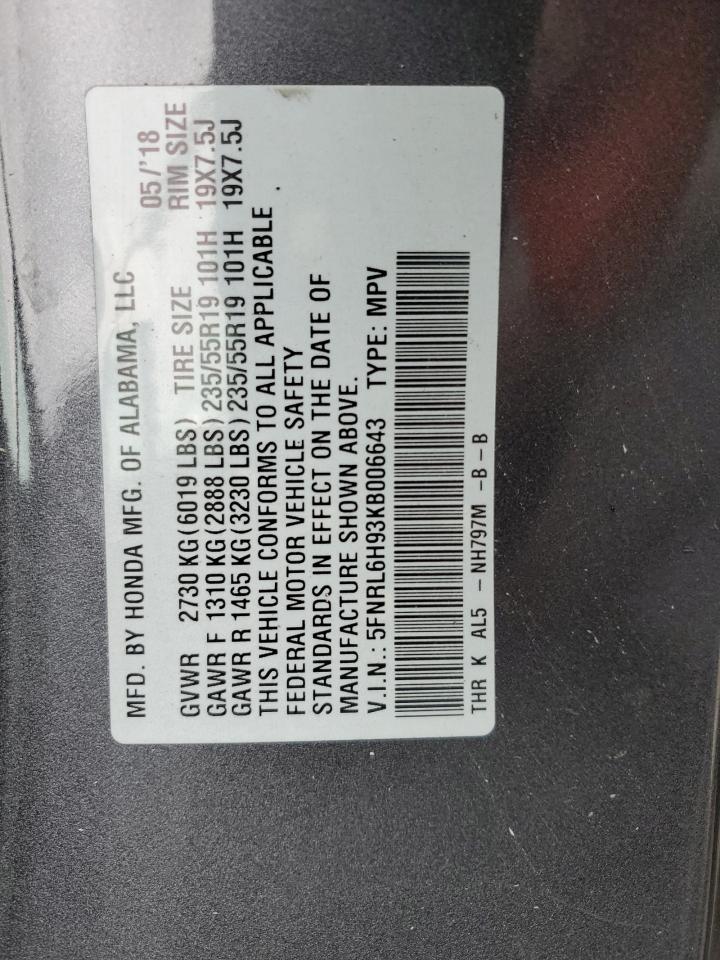 MFD. BY HONDA MFG. OF ALABAMA, LLC 05/'18
GVWR 2730 KG (6019 LBS) TIRE SIZE RIM SIZE
GAWR F 1310 KG (2888 LBS) 235/55R19 101H 19X7.5J
GAWR R 1465 KG (3230 LBS) 235/55R19 101H 19X7.5J
THIS VEHICLE CONFORMS TO ALL APPLICABLE
FEDERAL MOTOR VEHICLE SAFETY
STANDARDS IN EFFECT ON THE DATE OF
MANUFACTURE SHOWN ABOVE.
V.I.N.: 5FNRL6H93KB006643 TYPE: MPV
THR K AL5 - NH797M -B-B